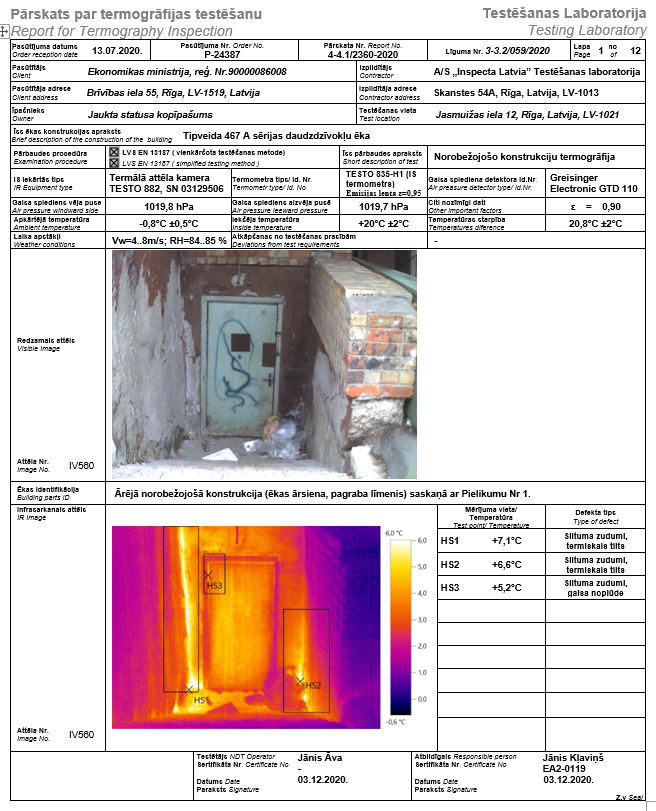 Pārskats par termogrāfijas testēšanu
Testēšanas Laboratorija
Report for Thermography Inspection
Testing Laboratory
Pasūtījuma datums
Order reception date
13.07.2020.
Pasūtījuma Nr. Order No.
P-24387
Pārskata Nr. Report No.
4-4.1/2360-2020
Līguma Nr. 3-3.2/059/2020
Lapa
Page
1
no
of
12
Pasūtītājs
Client
Ekonomikas ministrija, reģ. Nr.90000086008
Izpildītājs
Contractor
A/S „Inspecta Latvia” Testēšanas laboratorija
Pasūtītāja adrese
Client address
Brīvības iela 55, Rīga, LV-1519, Latvija
Izpildītāja adrese
Contractor address
Skanstes 54A, Rīga, Latvija, LV-1013
Īpašnieks
Owner
Jaukta statusa kopīpašums
Testēšanas vieta
Test location
Jasmuižas iela 12, Rīga, Latvija, LV-1021
Īss ēkas konstrukcijas apraksts
Brief description of the construction of the building
Tipveida 467 A sērijas daudzdzīvokļu ēka
Pārbaudes procedūra
Examination procedure
LVS EN 13187 ( vienkāršota testēšanas metode)
LVS EN 13187 ( simplified testing method )
Īss pārbaudes apraksts
Short description of test
Norobežojošo konstrukciju termogrāfija
IS iekārtās tips
IR Equipment type
Termālā attēla kamera
TESTO 882, SN 03129506
Termometra tips/ Id. Nr.
Termometr type/ Id. No
TESTO 835-H1 (IS
termometrs)
Emisijas lenta ε=0,95
Gaisa spiediena detektora Id.Nr.
Air preasure detector type/ Id.Nr.
Greisinger
Electronic GTD 110
Gaisa spiediens vēja puse
Air pressure windward side
1019,8 hPa
Gaisa spiediens aizvēja pusē
Air pressure leeward pressure
1019,7 hPa
Citi nozīmīgi dati
Other important factors
ε = 0,90
Apkārtējā temperatūra
Ambient temperature
-0,8°C ±0,5°C
Iekšēja temperatūra
Inside temperature
+20°C ±2°C
Temperatūras starpība
Temperatures diference
20,8°C ±2°C
Laika apstākļi
Weather conditions
Vw=4..8m/s; RH=84..85 %
Atkāpšanas no testēšanas prasībām
Deviations from test requirements
-
Redzamais attēls
Visible Image
Attēla Nr.
Image No.
IV560
Ēkas identifikācija
Building parts ID
Ārējā norobežojošā konstrukcija (ēkas ārsiena, pagraba līmenis) saskaņā ar Pielikumu Nr 1.
Infrasarkanais attēls
IR Image
Mērījuma vieta/
Temperatūra
Test point/ Temperature
Defekta tips
Type of defect
HS1
+7,1°C
Siltuma zudumi,
termiskais tilts
HS2
+6,6°C
Siltuma zudumi,
termiskais tilts
HS3
+5,2°C
Siltuma zudumi,
gaisa noplūde
6,0 °C
6,0
5,0
4,0
3,0
2,0
1,0
0,0
-0,6 °C
HS3
HS2
HS1
Attēla Nr.
Image No.
IV560
Testētājs NDT Operator
Sertifikāta Nr. Certificate No
Jānis Āva
-
Datums Date
03.12.2020.
Paraksts Signature
Atbildīgais Responsible person
Sertifikāta Nr. Certificate No
Jānis Kļaviņš
EA2-0119
Datums Date
03.12.2020.
Paraksts Signature
Z.v Seal